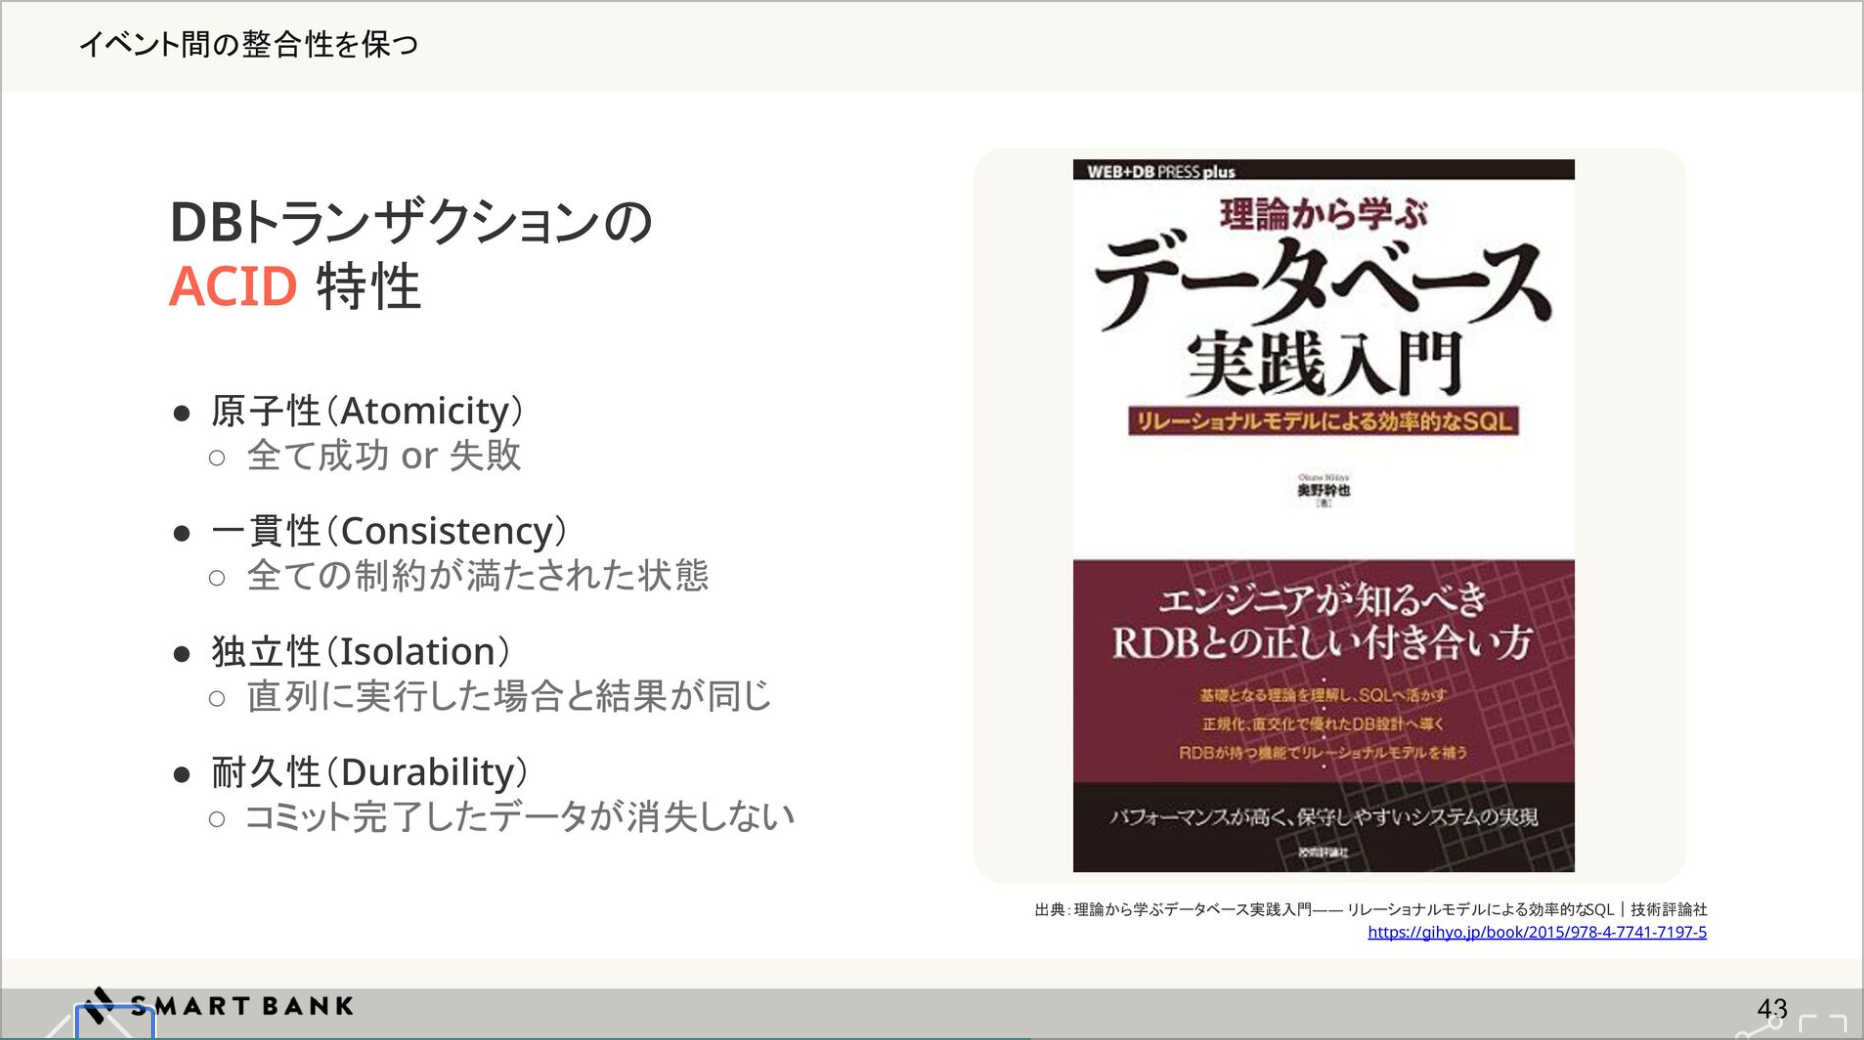 イベント間の整合性を保つ
DBトランザクションの
ACID 特性
● 原子性(Atomicity)
○ 全て成功 or 失敗
● 一貫性(Consistency)
○ 全ての制約が満たされた状態
● 独立性(Isolation)
○ 直列に実行した場合と結果が同じ
● 耐久性(Durability)
○ コミット完了したデータが消失しない
WEB+DB PRESS plus
理論から学ぶ
データベース
実践入門
リレーショナルモデルによる効率的なSQL
Okuno Mikiya
奥野幹也
[著]
エンジニアが知るべき
RDBとの正しい付き合い方
基礎となる理論を理解し、SQLへ活かす
正規化、直交化で優れたDB設計へ導く
RDBが持つ機能でリレーショナルモデルを補う
パフォーマンスが高く、保守しやすいシステムの実現
技術評論社
出典:理論から学ぶデータベース実践入門―― リレーショナルモデルによる効率的なSQL | 技術評論社
https://gihyo.jp/book/2015/978-4-7741-7197-5
SMART BANK
43